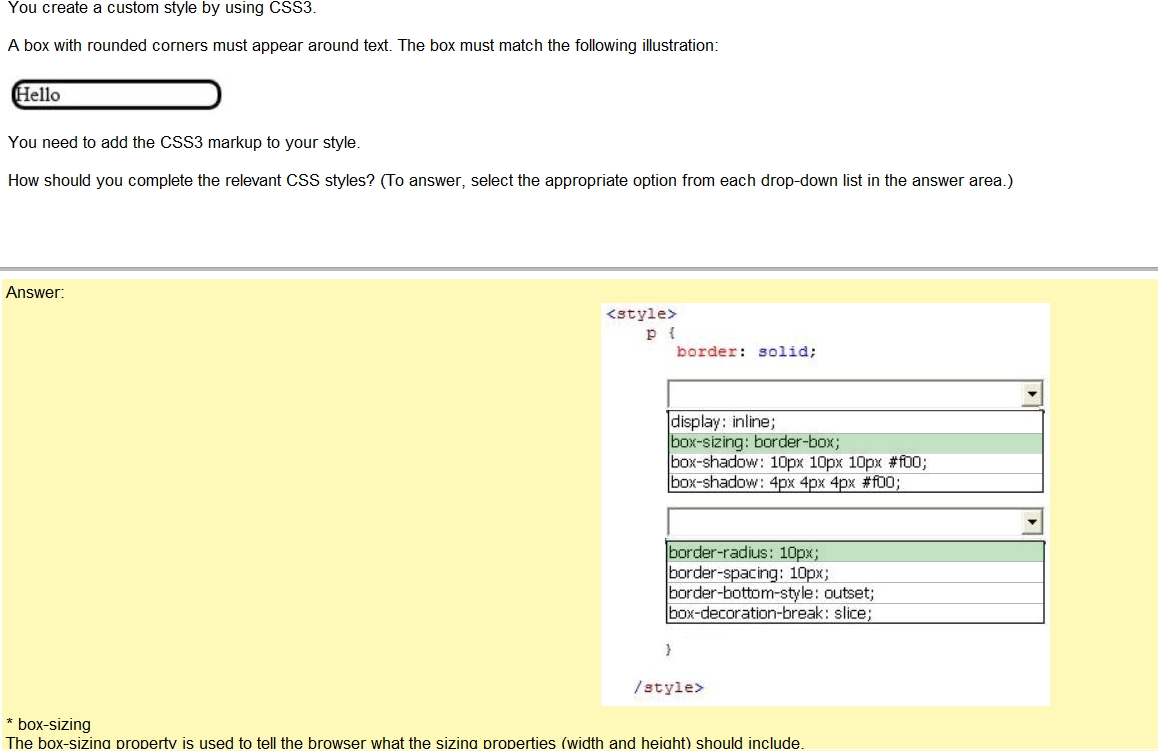 You create a custom style by using CSS3.
A box with rounded corners must appear around text. The box must match the following illustration:
Hello
You need to add the CSS3 markup to your style.
How should you complete the relevant CSS styles? (To answer, select the appropriate option from each drop-down list in the answer area.)
Answer:
<style>
p {
border: solid;
display: inline;
box-sizing: border-box;
box-shadow: 10px 10px 10px #f00;
box-shadow: 4px 4px 4px #f00;
border-radius: 10px;
border-spacing: 10px;
border-bottom-style: outset;
box-decoration-break: slice;
}
/style>
* box-sizing
The box-sizing property is used to tell the browser what the sizing properties (width and height) should include.